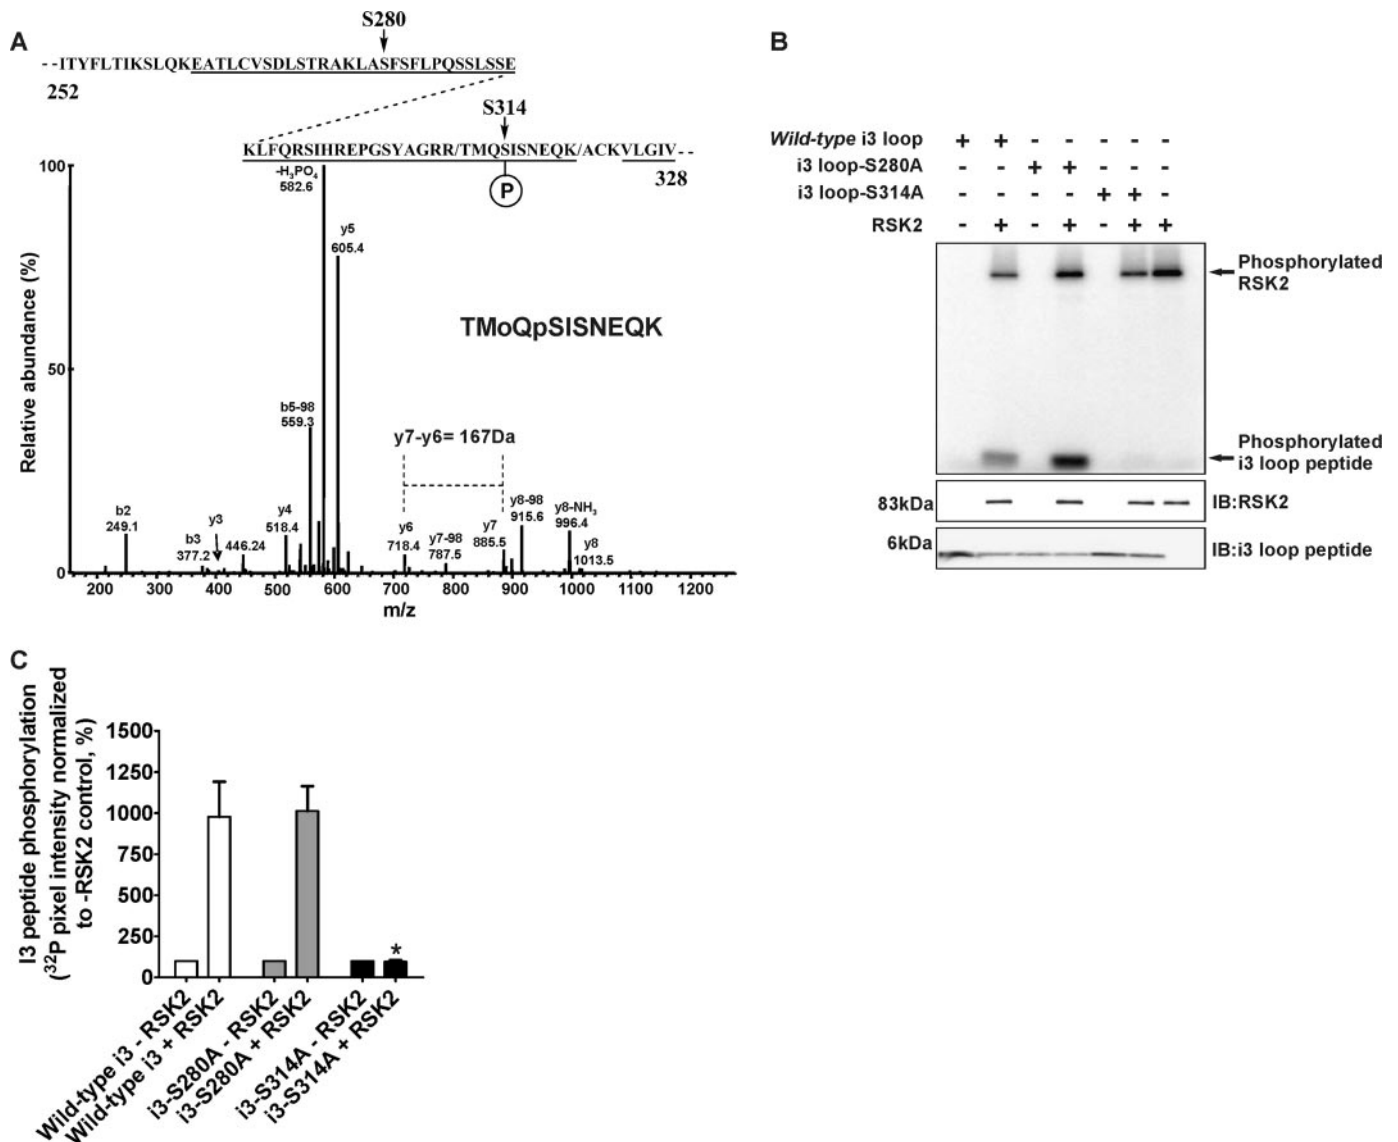 A
S280
--ITYFLTIKSLQKEATLCVSDLSTRAKLASFSFLPQSSLSSE
252
S314
KLFQRSIHREPGSYAGRR/TMQSISNEQK/ACKVLGIV--
328
P
100
50
0
Relative abundance (%)
-H₃PO₄
582.6
y5
605.4
TMoQpSISNEQK
b5-98
559.3
y7-y6= 167Da
b2
249.1
b3
377.2
y3
446.24
y4
518.4
y6
718.4
y7-98
787.5
y7
885.5
y8-98
915.6
y8-NH₃
996.4
y8
1013.5
200 300 400 500 600 700 800 900 1000 1100 1200
m/z
B
Wild-type i3 loop + + - - - - -
i3 loop-S280A - - + + - - -
i3 loop-S314A - - - - + + -
RSK2 - + - + - + +
Phosphorylated
RSK2
Phosphorylated
i3 loop peptide
83kDa
IB:RSK2
6kDa
IB:i3 loop peptide
C
I3 peptide phosphorylation
(³²P pixel intensity normalized
to -RSK2 control, %)
1500
1250
1000
750
500
250
0
*
Wild-type i3 - RSK2
Wild-type i3 + RSK2
i3-S280A - RSK2
i3-S280A + RSK2
i3-S314A - RSK2
i3-S314A + RSK2